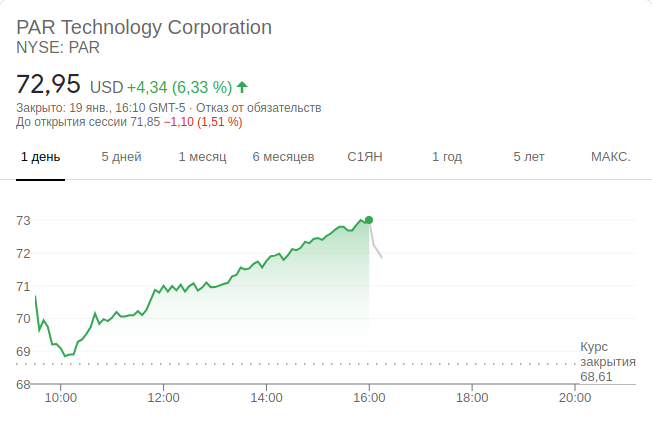 PAR Technology Corporation
NYSE: PAR
72,95 USD +4,34 (6,33 %)
Закрыто: 19 янв., 16:10 GMT-5 · Отказ от обязательств
До открытия сессии 71,85 −1,10 (1,51 %)
1 день 5 дней 1 месяц 6 месяцев С1ЯН 1 год 5 лет МАКС.
73
72
71
70
69
68
Курс
закрытия
68,61
10:00 12:00 14:00 16:00 18:00 20:00